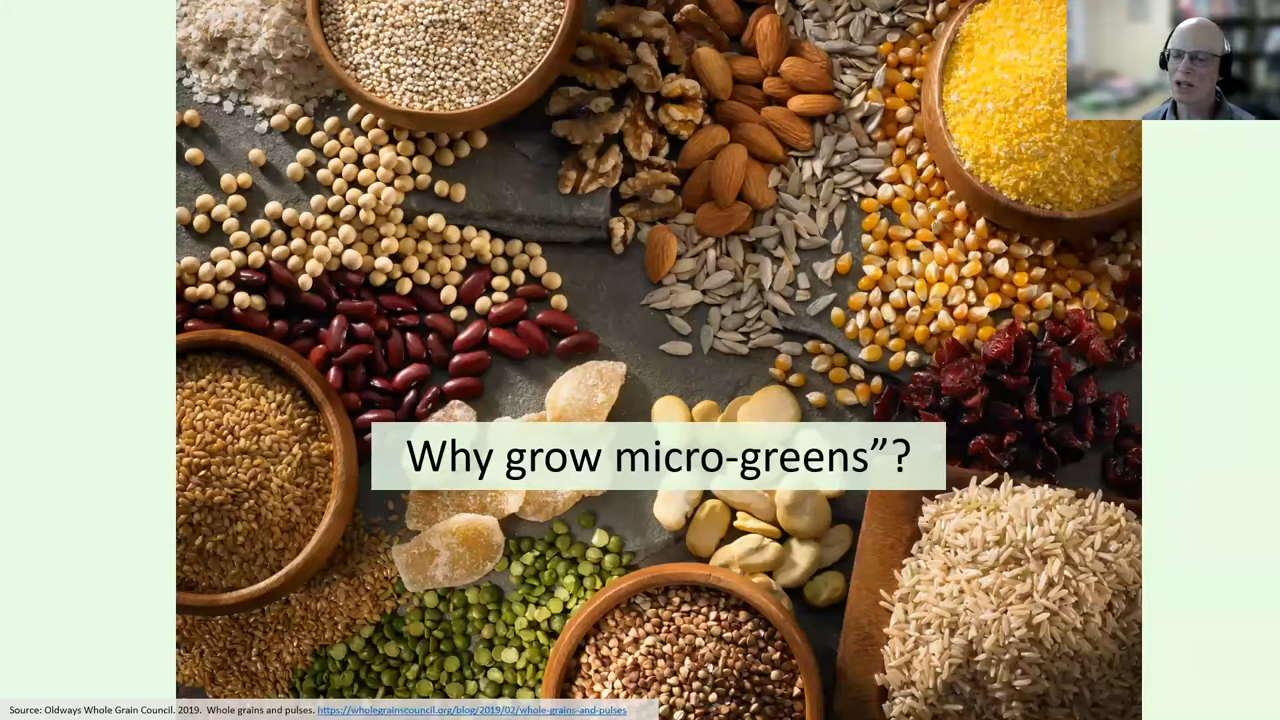 Why grow micro-greens”?
Source: Oldways Whole Grain Council. 2019.  Whole grains and pulses. https://wholegrainscouncil.org/blog/2019/02/whole-grains-and-pulses